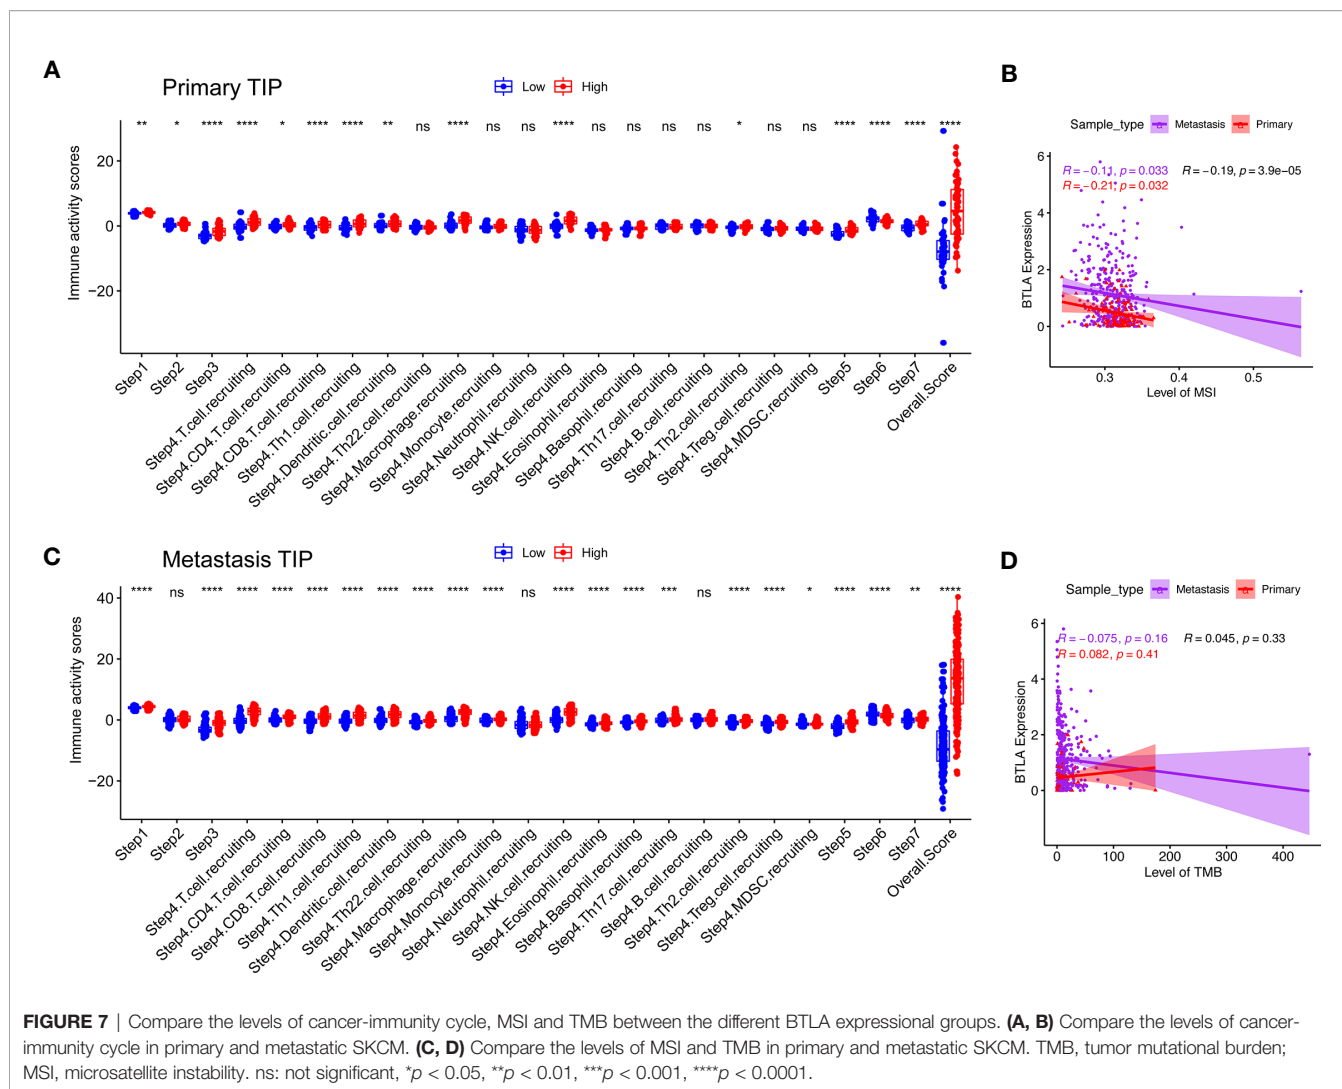 A
Primary TIP
Low
High
** * **** **** * **** **** ** ns **** ns ns **** ns ns ns ns * ns ns **** **** **** ****
Immune activity scores
20
0
−20
Step1
Step2
Step3
Step4.T.cell.recruiting
Step4.CD4.T.cell.recruiting
Step4.CD8.T.cell.recruiting
Step4.Th1.cell.recruiting
Step4.Dendritic.cell.recruiting
Step4.Th22.cell.recruiting
Step4.Macrophage.recruiting
Step4.Monocyte.recruiting
Step4.Neutrophil.recruiting
Step4.NK.cell.recruiting
Step4.Eosinophil.recruiting
Step4.Basophil.recruiting
Step4.Th17.cell.recruiting
Step4.B.cell.recruiting
Step4.Th2.cell.recruiting
Step4.Treg.cell.recruiting
Step4.MDSC.recruiting
Step5
Step6
Step7
Overall.Score
B
Sample_type
Metastasis
Primary
R = −0.11, p = 0.033
R = −0.19, p = 3.9e−05
R = −0.21, p = 0.032
BTLA Expression
6
4
2
0
0.3
0.4
0.5
Level of MSI
C
Metastasis TIP
Low
High
**** ns **** **** **** **** **** **** **** **** **** ns **** **** **** *** ns **** **** * **** **** ** ****
Immune activity sores
40
20
0
−20
Step1
Step2
Step3
Step4.T.cell.recruiting
Step4.CD4.T.cell.recruiting
Step4.CD8.T.cell.recruiting
Step4.Th1.cell.recruiting
Step4.Dendritic.cell.recruiting
Step4.Th22.cell.recruiting
Step4.Macrophage.recruiting
Step4.Monocyte.recruiting
Step4.Neutrophil.recruiting
Step4.NK.cell.recruiting
Step4.Eosinophil.recruiting
Step4.Basophil.recruiting
Step4.Th17.cell.recruiting
Step4.B.cell.recruiting
Step4.Th2.cell.recruiting
Step4.Treg.cell.recruiting
Step4.MDSC.recruiting
Step5
Step6
Step7
Overall.Score
D
Sample_type
Metastasis
Primary
R = −0.075, p = 0.16
R = 0.045, p = 0.33
R = 0.082, p = 0.41
BTLA Expression
6
4
2
0
0
100
200
300
400
Level of TMB
FIGURE 7 | Compare the levels of cancer-immunity cycle, MSI and TMB between the different BTLA expressional groups. (A, B) Compare the levels of cancer-
immunity cycle in primary and metastatic SKCM. (C, D) Compare the levels of MSI and TMB in primary and metastatic SKCM. TMB, tumor mutational burden;
MSI, microsatellite instability. ns: not significant, *p < 0.05, **p < 0.01, ***p < 0.001, ****p < 0.0001.